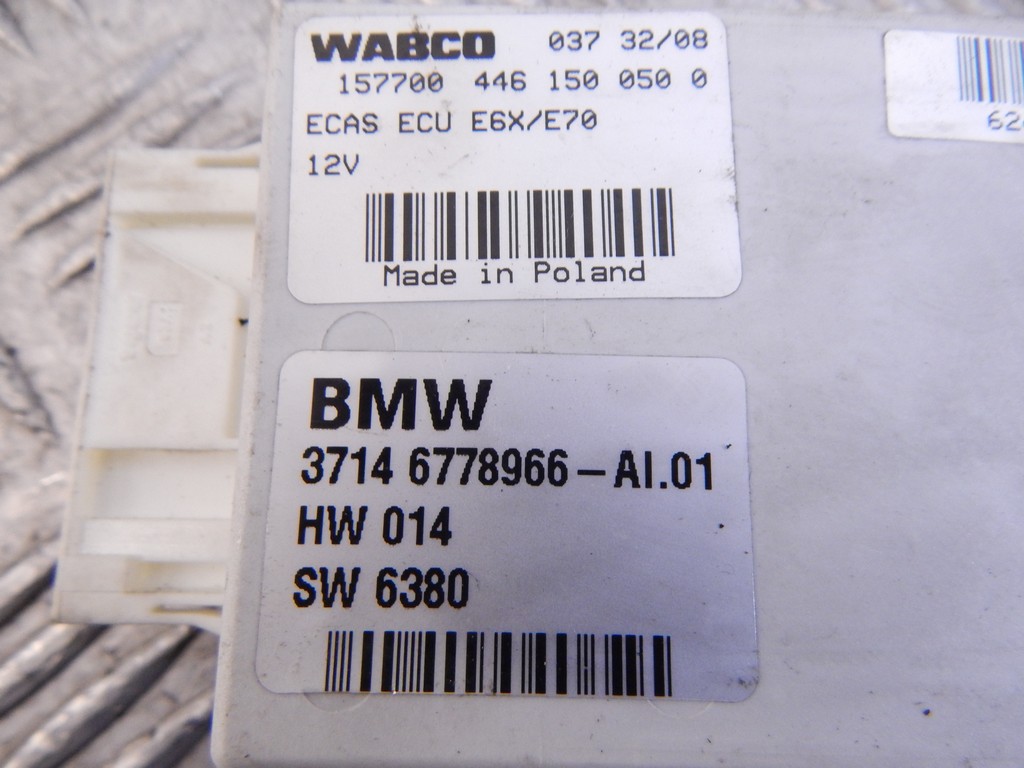 WABCO 037 32/08
157700 446 150 050 0
ECAS ECU E6X/E70
12V
Made in Poland
BMW
3714 6778966-AI.01
HW 014
SW 6380